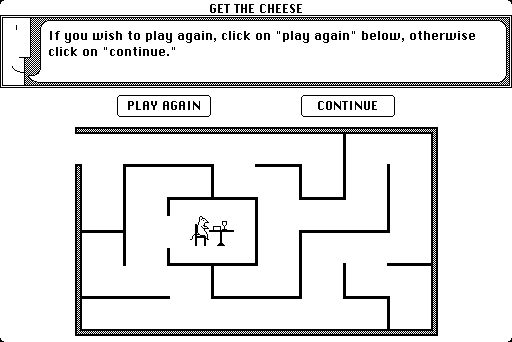 GET THE CHEESE
If you wish to play again, click on "play again" below, otherwise
click on "continue."
PLAY AGAIN
CONTINUE